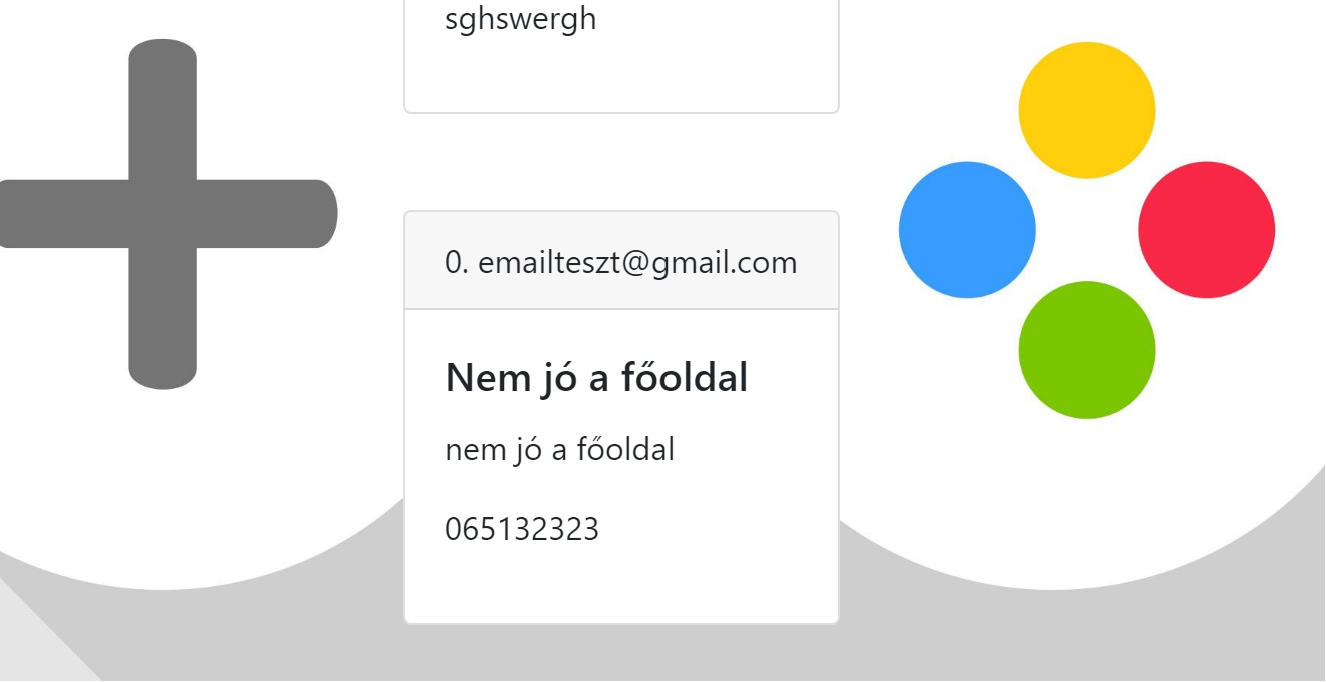 sghswergh
0. emailteszt@gmail.com
Nem jó a főoldal
nem jó a főoldal
065132323